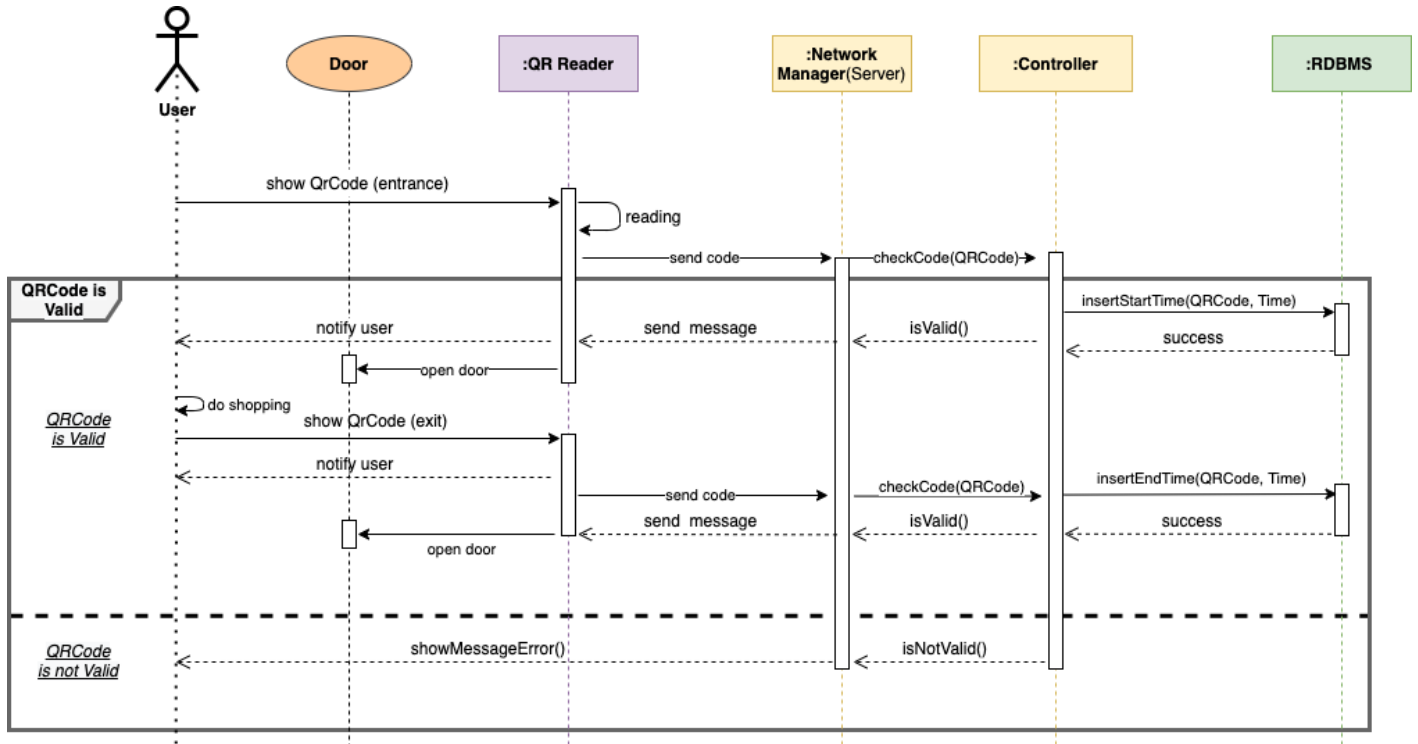 User
Door
:QR Reader
:Network
Manager(Server)
:Controller
:RDBMS
show QrCode (entrance)
reading
send code
checkCode(QRCode)
QRCode is
Valid
insertStartTime(QRCode, Time)
notify user
send message
isValid()
success
open door
do shopping
QRCode
is Valid
show QrCode (exit)
notify user
send code
checkCode(QRCode)
insertEndTime(QRCode, Time)
send message
isValid()
success
open door
QRCode
is not Valid
showMessageError()
isNotValid()